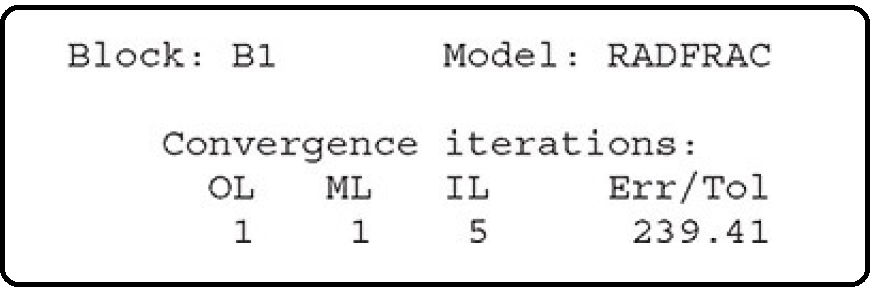 Block: B1 Model: RADFRAC
Convergence iterations:
OL ML IL Err/Tol
1 1 5 239.41